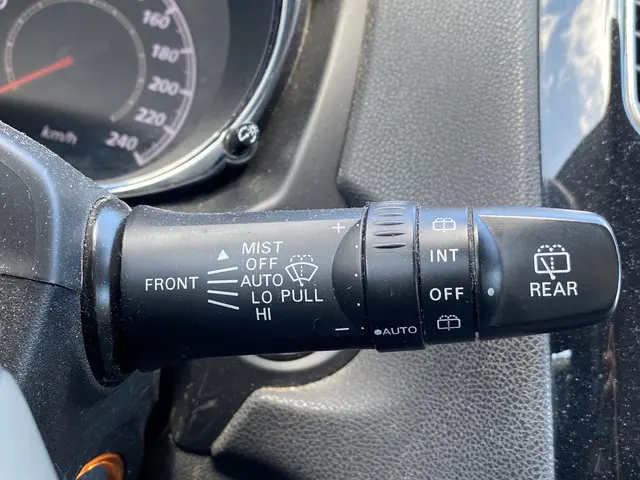 160
180
200
220
240
km/h
FRONT
MIST
OFF
AUTO
LO PULL
HI
+
−
AUTO
INT
OFF
REAR